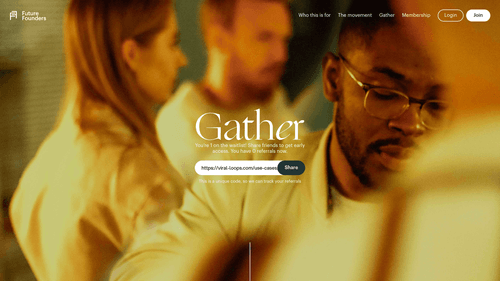 Future
Founders
Who this is for
The movement
Gather
Membership
Login
Join
Gather
You're 1 on the waitlist! Share friends to get early
access. You have 0 referrals now.
https://viral-loops.com/use-cases
Share
This is a unique code, so we can track your referrals